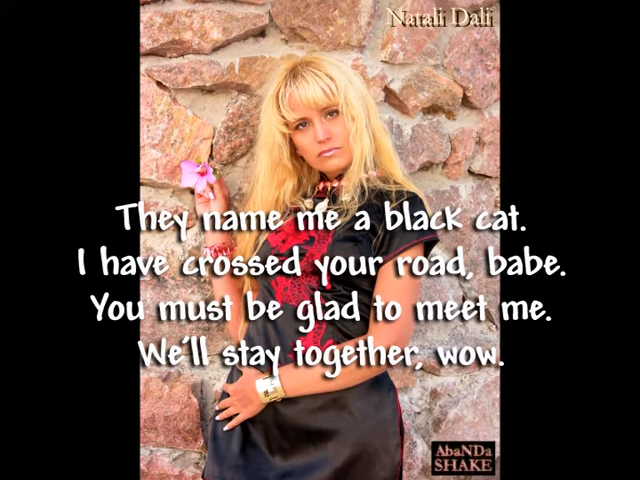 Natali Dali
They name me a black cat.
I have crossed your road, babe.
You must be glad to meet me.
We'll stay together, wow.
AbaNDa
SHAKE